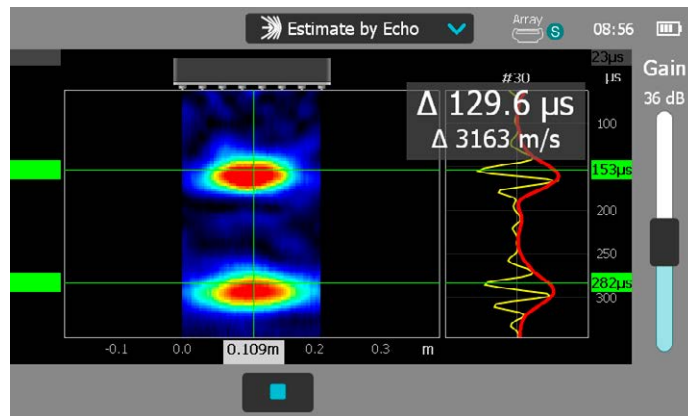 Estimate by Echo
Array
S
08:56
23µs
#30
µs
Gain
36 dB
Δ 129.6 µs
Δ 3163 m/s
100
153µs
200
250
282µs
300
-0.1 0.0 0.109m 0.2 0.3 m